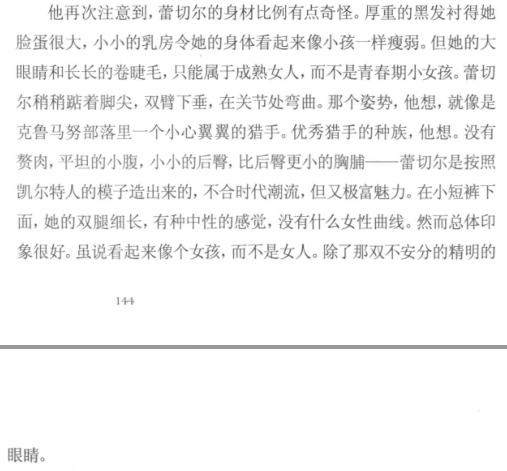 他再次注意到，蕾切尔的身材比例有点奇怪。厚重的黑发衬得她
脸蛋很大，小小的乳房令她的身体看起来像小孩一样瘦弱。但她的大
眼睛和长长的卷睫毛，只能属于成熟女人，而不是青春期小女孩。蕾切
尔稍稍踮着脚尖，双臂下垂，在关节处弯曲。那个姿势，他想，就像是
克鲁马努部落里一个小心翼翼的猎手。优秀猎手的种族，他想。没有
赘肉，平坦的小腹，小小的后臀，比后臀更小的胸脯——蕾切尔是按照
凯尔特人的模子造出来的，不合时代潮流，但又极富魅力。在小短裤下
面，她的双腿细长，有种中性的感觉，没有什么女性曲线。然而总体印
象很好。虽说看起来像个女孩，而不是女人。除了那双不安分的精明的
144
眼睛。